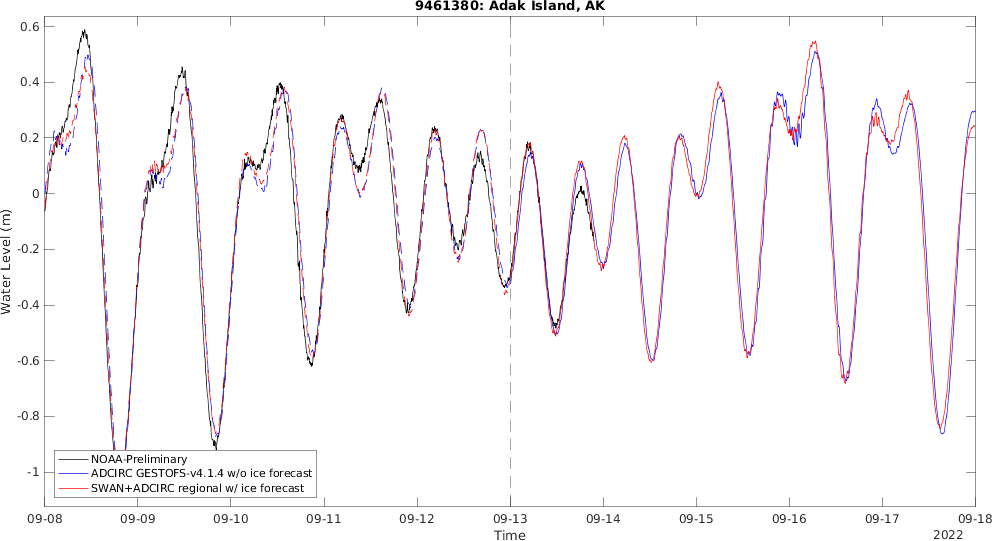 9461380: Adak Island, AK
0.6
0.4
0.2
0
-0.2
-0.4
-0.6
-0.8
-1
Water Level (m)
NOAA-Preliminary
ADCIRC GESTOFS-v4.1.4 w/o ice forecast
SWAN+ADCIRC regional w/ ice forecast
09-08 09-09 09-10 09-11 09-12 09-13 09-14 09-15 09-16 09-17 09-18
Time
2022